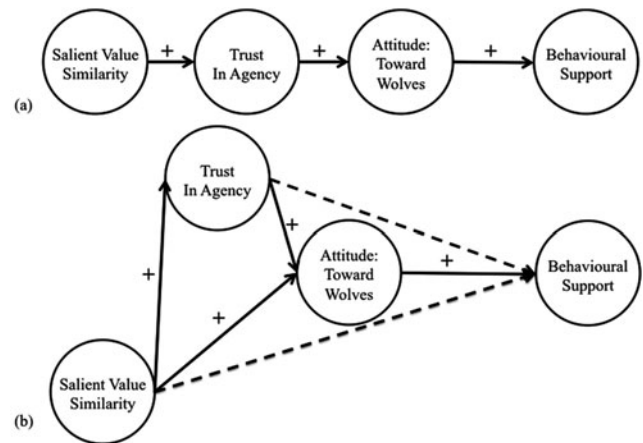 Salient Value
Similarity
+
Trust
In Agency
+
Attitude:
Toward
Wolves
+
Behavioural
Support
(a)
Trust
In Agency
+
+
Attitude:
Toward
Wolves
+
+
Behavioural
Support
Salient Value
Similarity
(b)